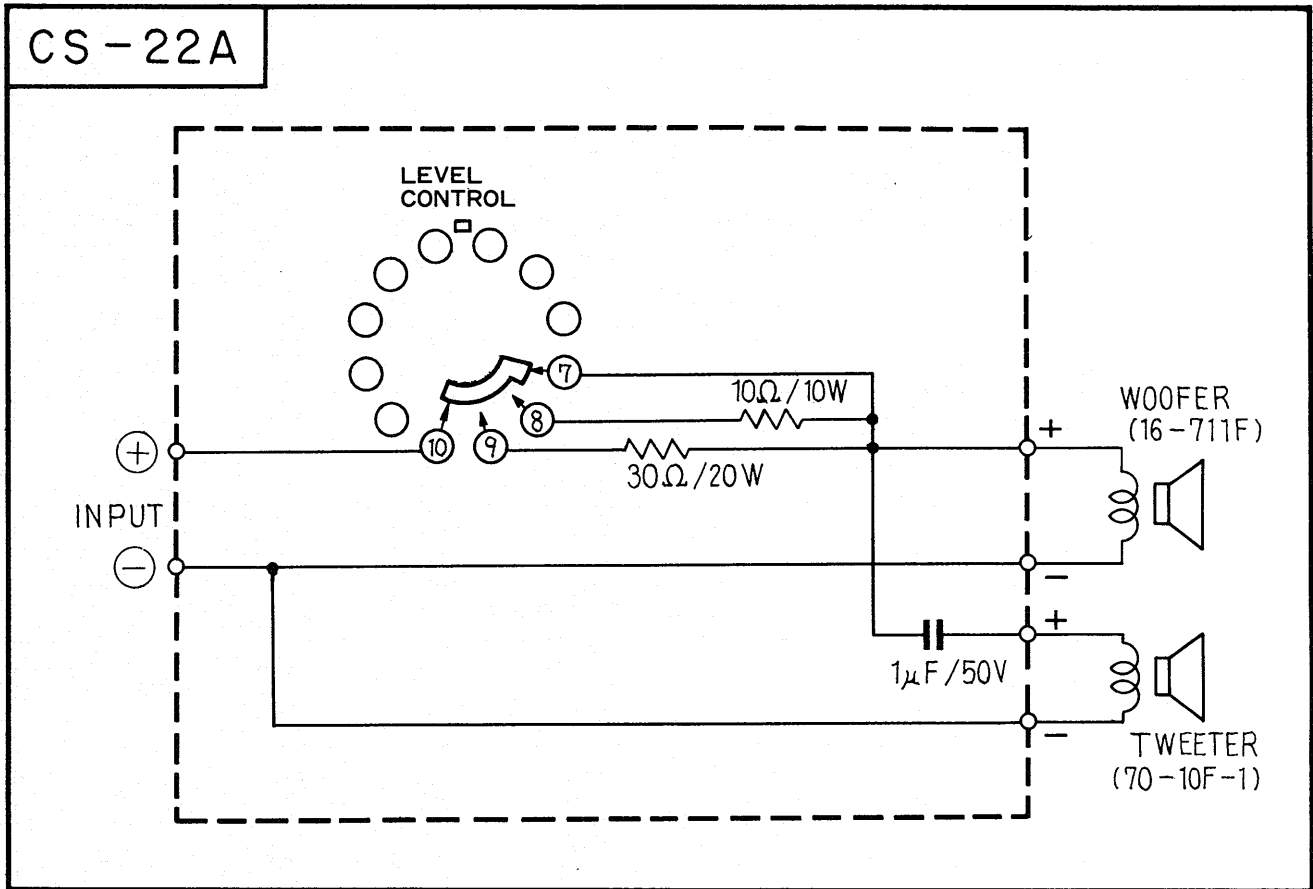 CS-22A
LEVEL
CONTROL
7
10Ω/10W
8
10
9
30Ω/20W
+
INPUT
−
+
WOOFER
(16-711F)
−
+
1μF/50V
−
TWEETER
(70-10F-1)